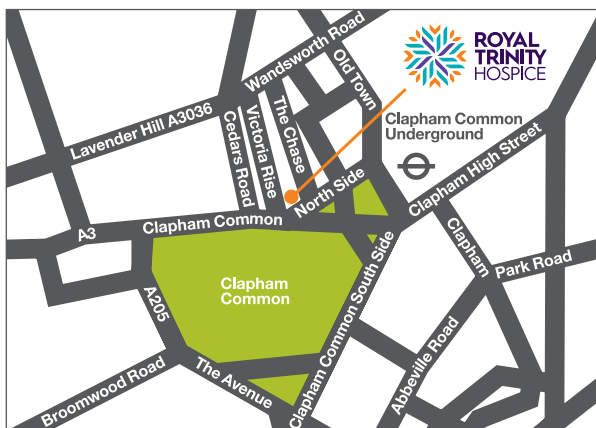 ROYAL
TRINITY
HOSPICE
Wandsworth Road
Old Town
Lavender Hill A3036
Cedars Road
Victoria Rise
The Chase
Clapham Common
Underground
Clapham High Street
North Side
Clapham Common
A3
Clapham
Park Road
Clapham
Common
Clapham Common South Side
A205
The Avenue
Abbeville Road
Broomwood Road